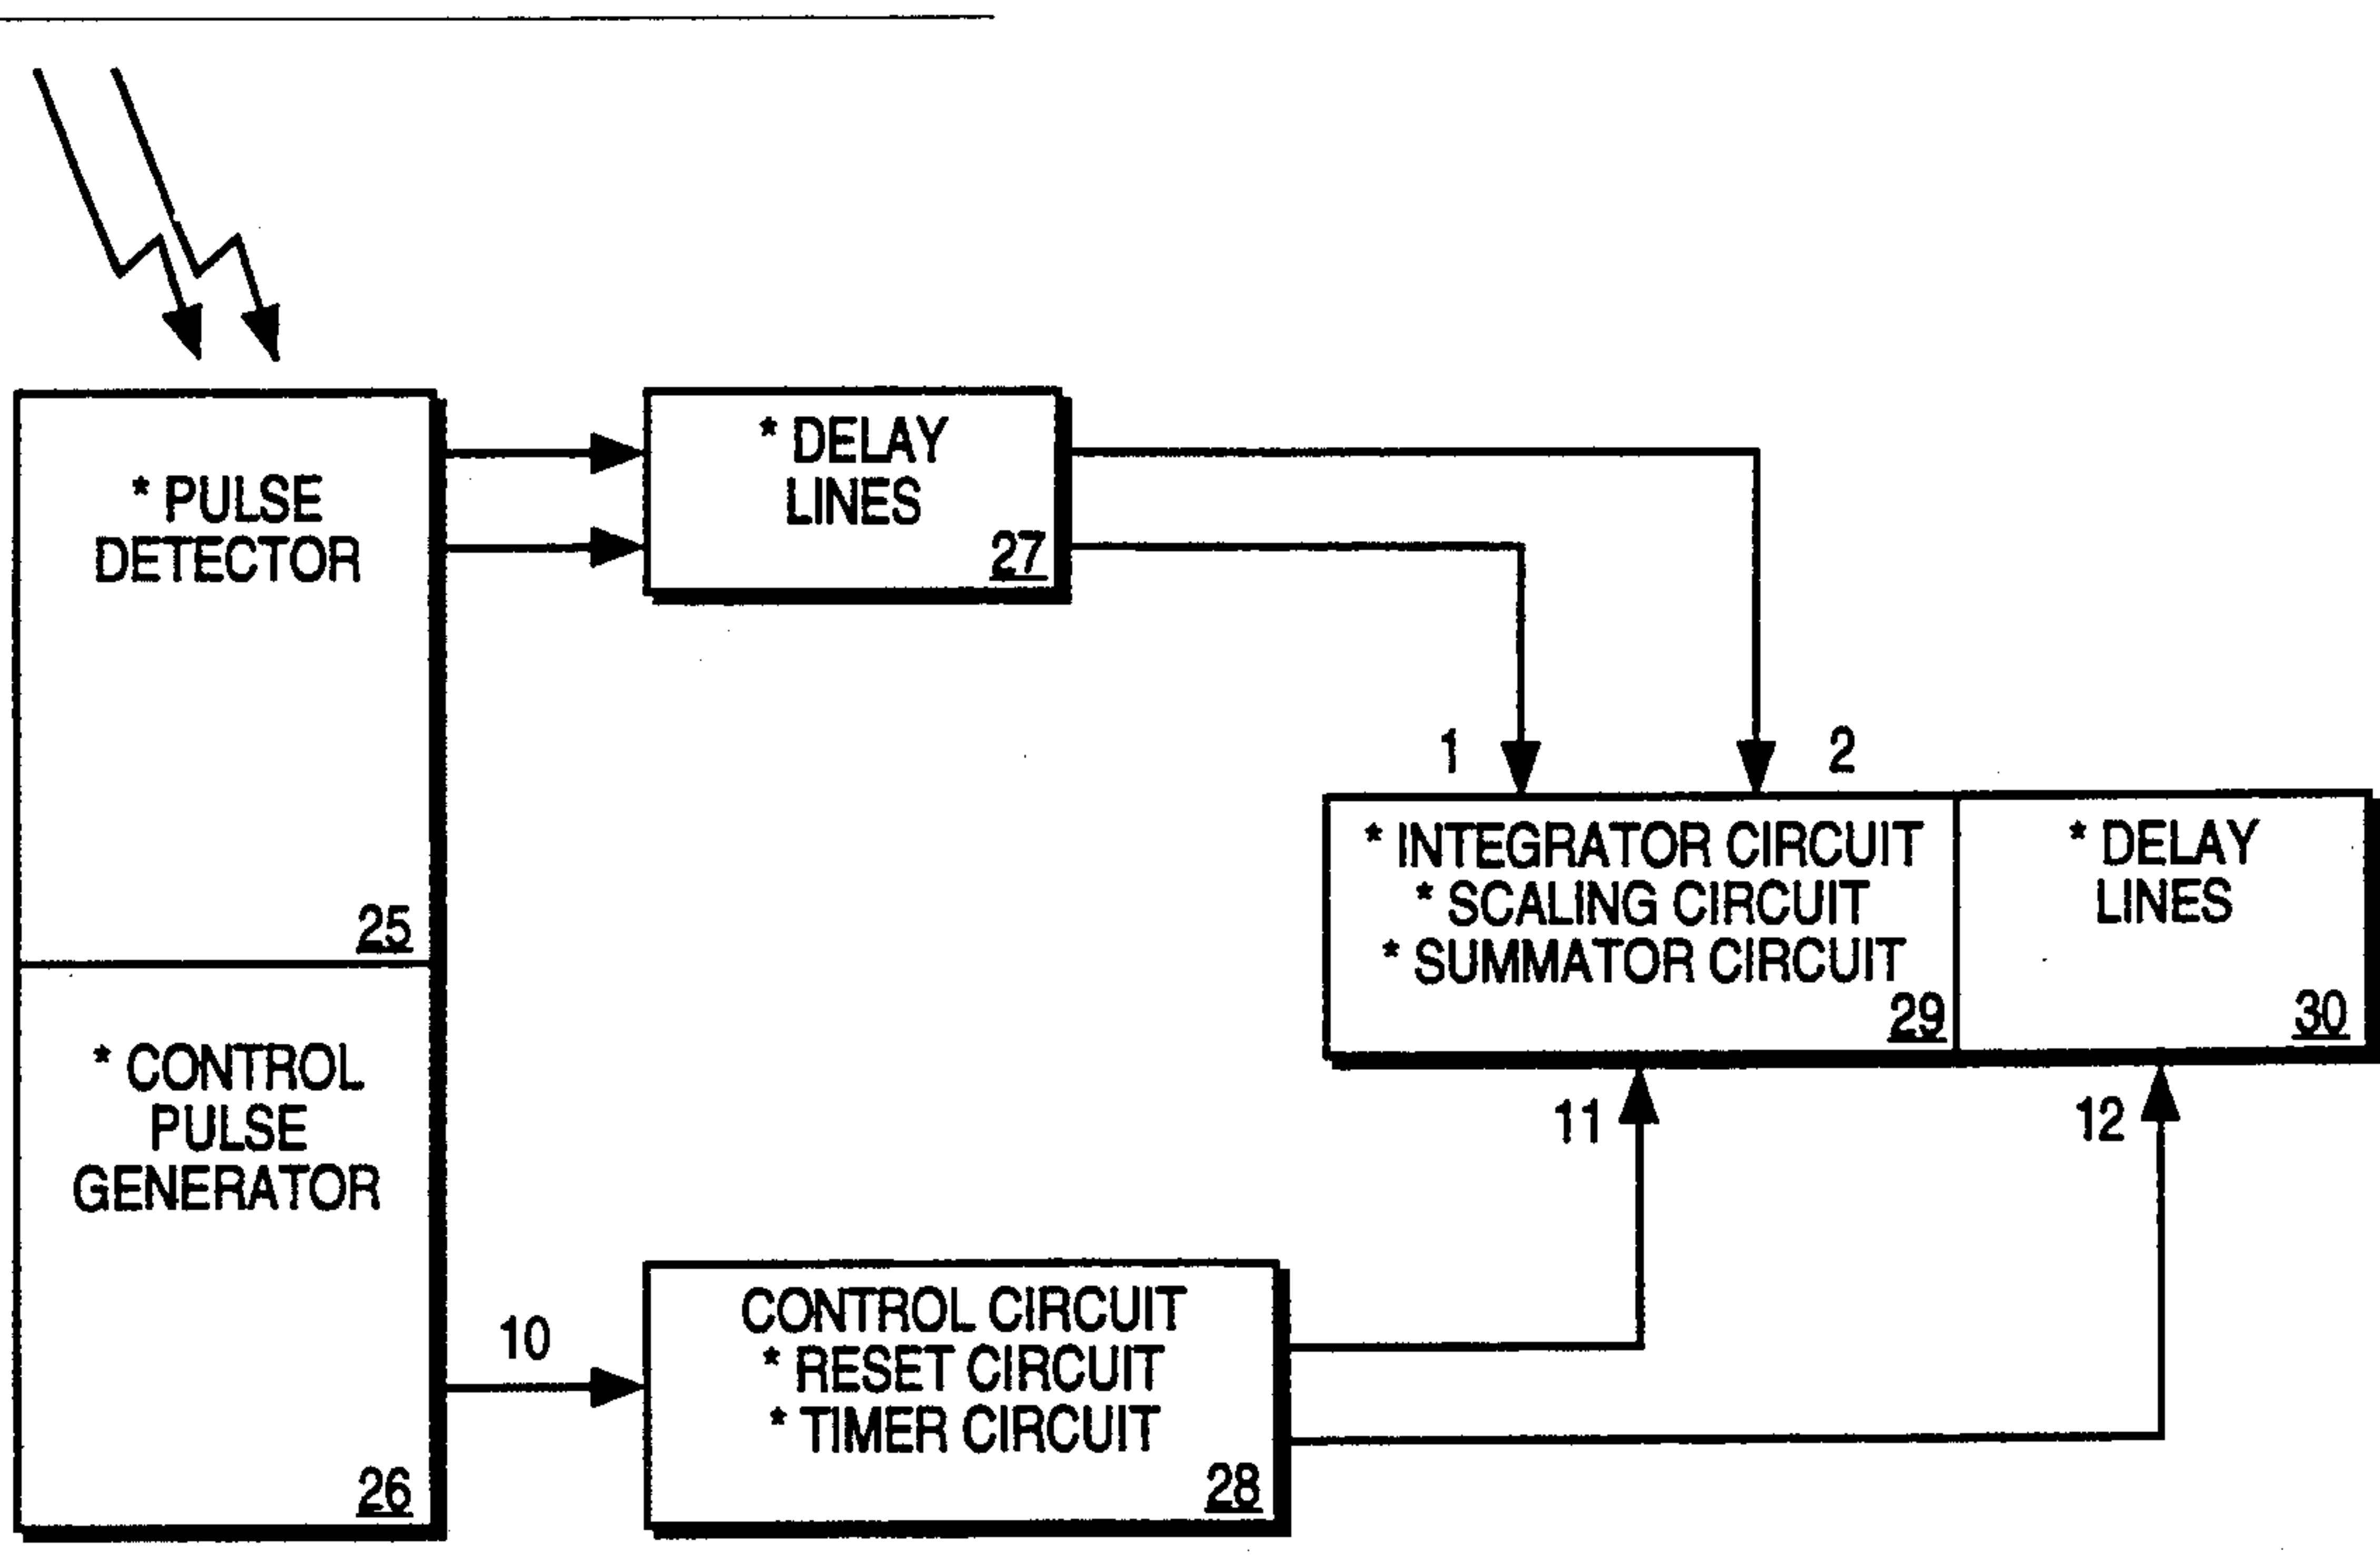 * PULSE
DETECTOR
25
* CONTROL
PULSE
GENERATOR
26
* DELAY
LINES
27
10
CONTROL CIRCUIT
* RESET CIRCUIT
* TIMER CIRCUIT
28
1
2
* INTEGRATOR CIRCUIT
* SCALING CIRCUIT
* SUMMATOR CIRCUIT
29
* DELAY
LINES
30
11
12